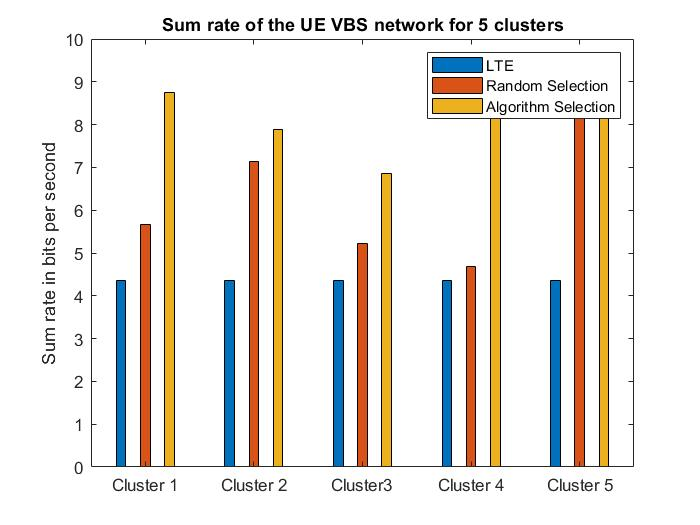 Sum rate of the UE VBS network for 5 clusters
10
9
8
7
6
5
4
3
2
1
0
Sum rate in bits per second
LTE
Random Selection
Algorithm Selection
Cluster 1 Cluster 2 Cluster3 Cluster 4 Cluster 5